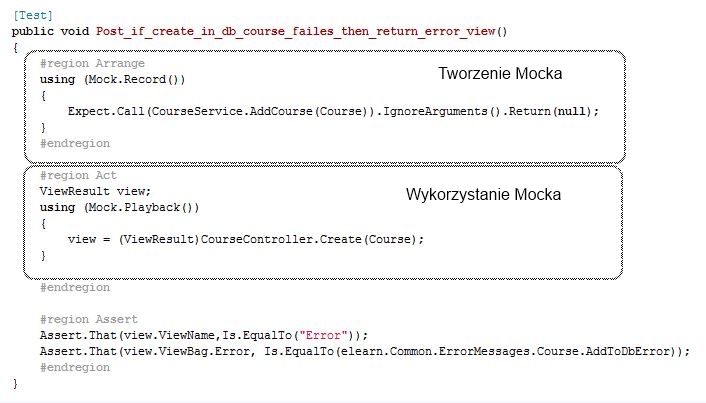 [Test]
public void Post_if_create_in_db_course_failes_then_return_error_view()
{
#region Arrange
using (Mock.Record())
Tworzenie Mocka
{
Expect.Call(CourseService.AddCourse(Course)).IgnoreArguments().Return(null);
}
#endregion
#region Act
ViewResult view;
Wykorzystanie Mocka
using (Mock.Playback())
{
view = (ViewResult)CourseController.Create(Course);
}
#endregion
#region Assert
Assert.That(view.ViewName,Is.EqualTo("Error"));
Assert.That(view.ViewBag.Error, Is.EqualTo(elearn.Common.ErrorMessages.Course.AddToDbError));
#endregion
}